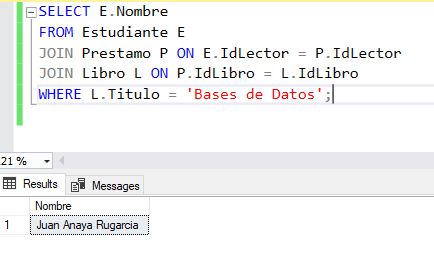 SELECT E.Nombre
FROM Estudiante E
JOIN Prestamo P ON E.IdLector = P.IdLector
JOIN Libro L ON P.IdLibro = L.IdLibro
WHERE L.Titulo = 'Bases de Datos';
21 %
Results Messages
Nombre
1 Juan Anaya Rugarcia